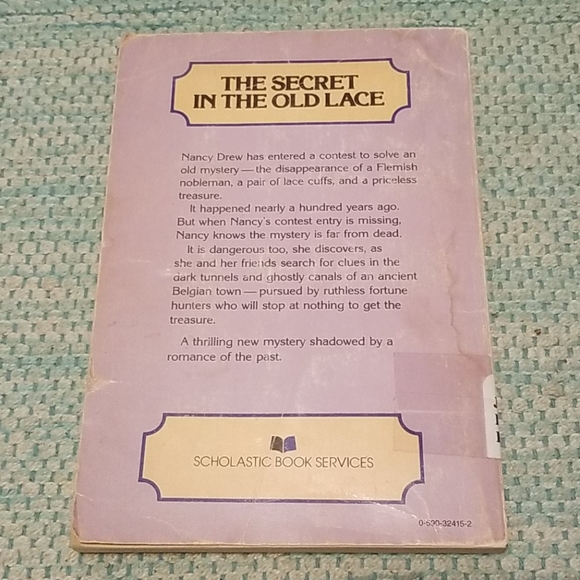 THE SECRET
IN THE OLD LACE
Nancy Drew has entered a contest to solve an
old mystery — the disappearance of a Flemish
nobleman, a pair of lace cuffs, and a priceless
treasure.
It happened nearly a hundred years ago.
But when Nancy's contest entry is missing,
Nancy knows the mystery is far from dead.
It is dangerous too, she discovers, as
she and her friends search for clues in the
dark tunnels and ghostly canals of an ancient
Belgian town — pursued by ruthless fortune
hunters who will stop at nothing to get the
treasure.
A thrilling new mystery shadowed by a
romance of the past.
SCHOLASTIC BOOK SERVICES
0-590-32415-2